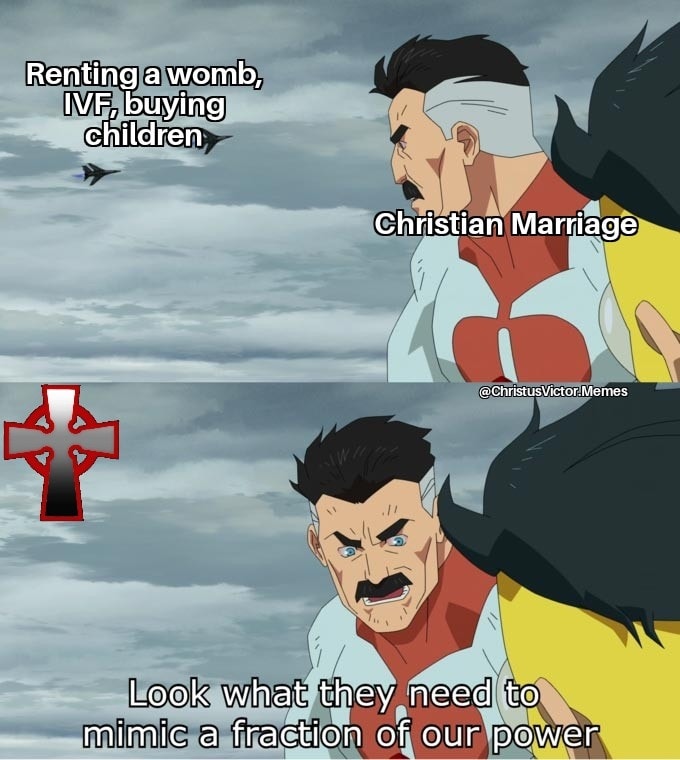 Renting a womb,
IVF, buying
children
Christian Marriage
@ChristusVictor.Memes
Look what they need to
mimic a fraction of our power